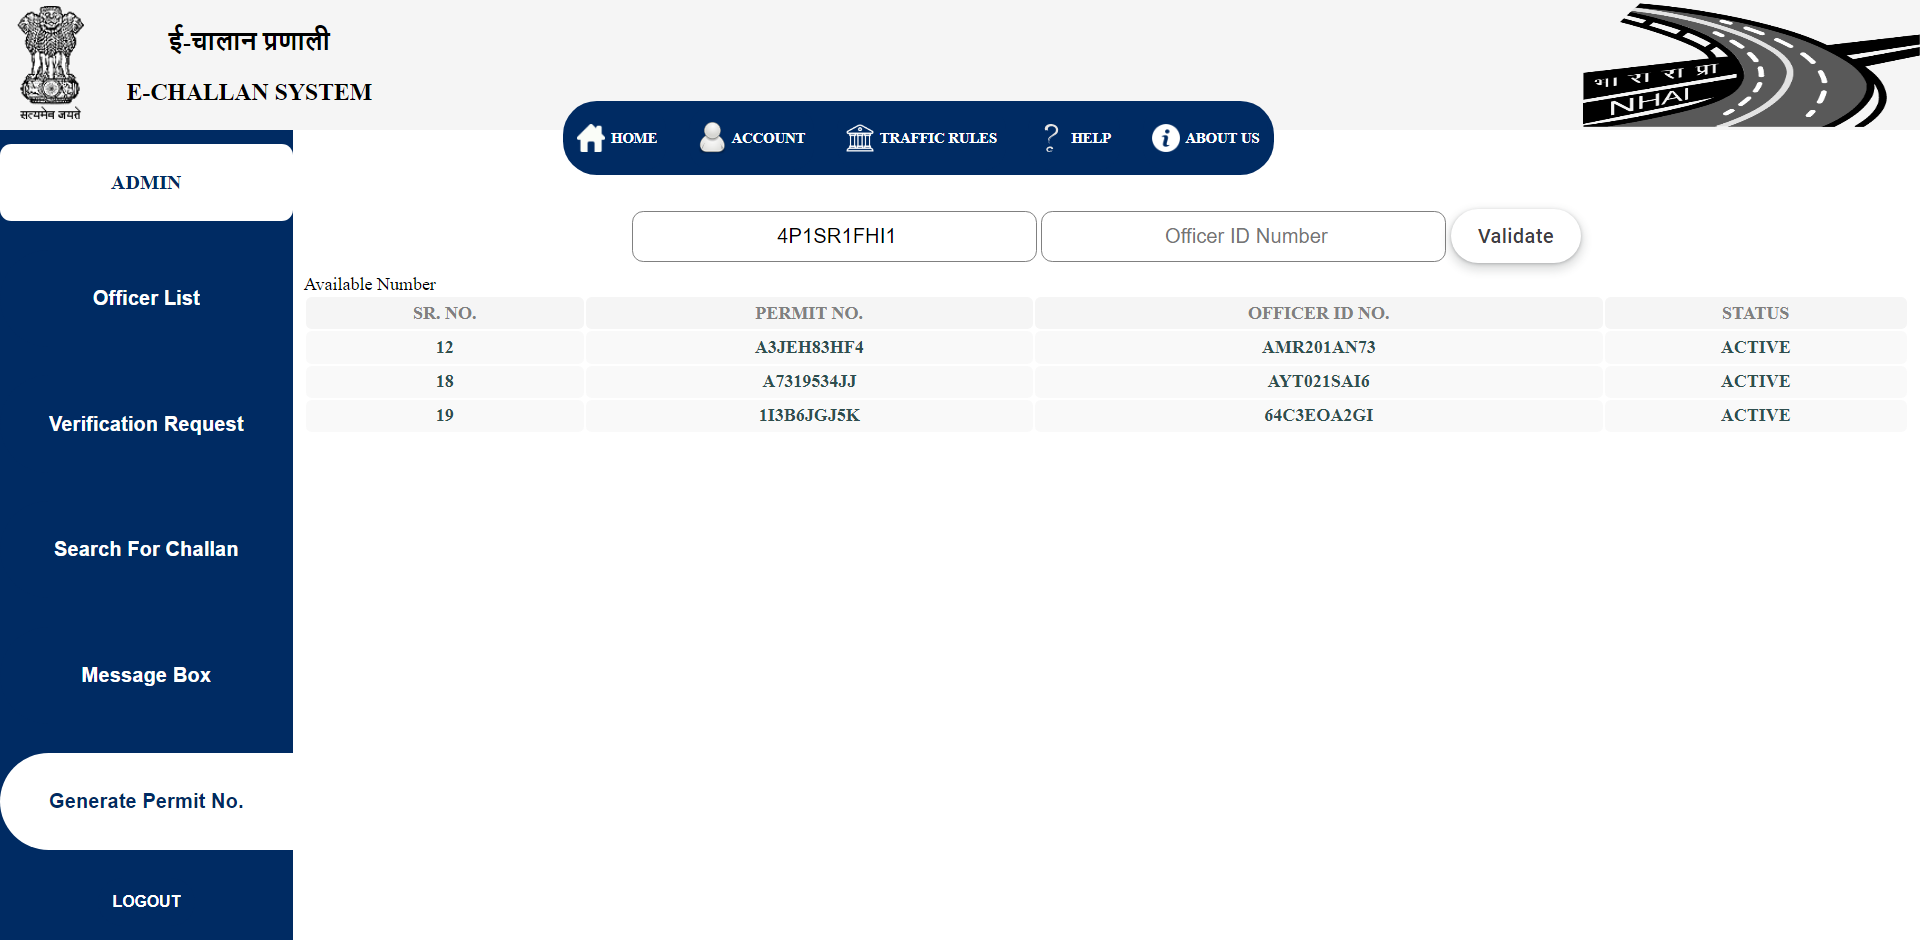 सत्यमेव जयते
ई-चालान प्रणाली
E-CHALLAN SYSTEM
भा रा रा प्रा
NHAI
HOME
ACCOUNT
TRAFFIC RULES
HELP
ABOUT US
ADMIN
Officer List
Verification Request
Search For Challan
Message Box
Generate Permit No.
LOGOUT
4P1SR1FHI1
Officer ID Number
Validate
Available Number
SR. NO. PERMIT NO. OFFICER ID NO. STATUS
12 A3JEH83HF4 AMR201AN73 ACTIVE
18 A7319534JJ AYT021SAI6 ACTIVE
19 1I3B6JGJ5K 64C3EOA2GI ACTIVE